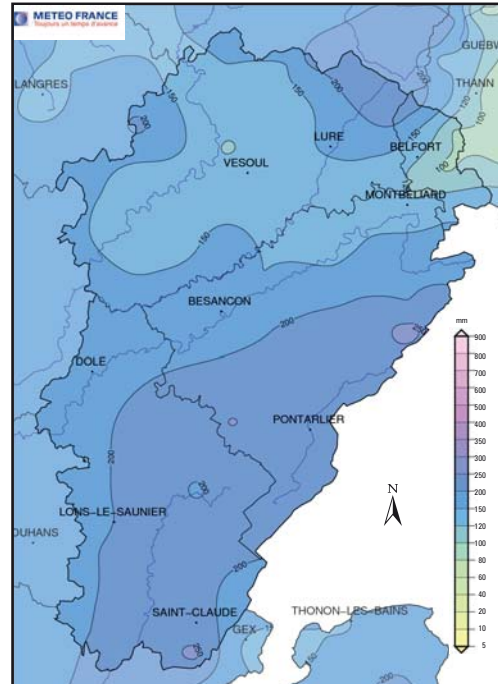 METEO FRANCE
Toujours un temps d'avance
GUEBW
LANGRES
THANN
150
150
200
200
120
100
150
LURE
BELFORT
VESOUL
100
MONTBELIARD
150
BESANCON
200
mm
900
800
700
600
500
400
300
250
200
150
120
100
80
60
40
20
10
5
DOLE
PONTARLIER
200
200
N
LONS-LE-SAUNIER
OUHANS
200
SAINT-CLAUDE
THONON-LES-BAINS
GEX
150
250
200